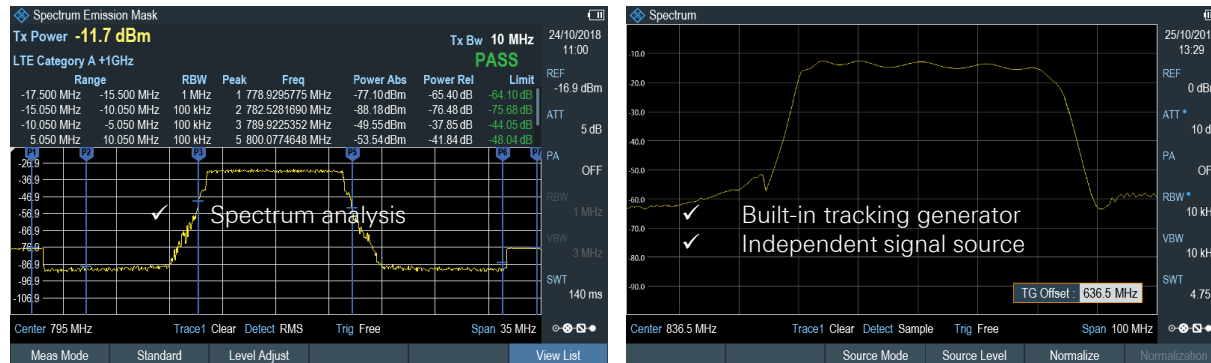 Spectrum Emission Mask
Tx Power -11.7 dBm
Tx Bw 10 MHz
24/10/2018
11:00
LTE Category A +1GHz
PASS
Range RBW Peak Freq Power Abs Power Rel Limit
-17.500 MHz -15.500 MHz 1 MHz 1 778.9295775 MHz -77.10 dBm -65.40 dB -64.10 dB
-15.050 MHz -10.050 MHz 100 kHz 2 782.5281690 MHz -88.18 dBm -76.48 dB -75.68 dB
-10.050 MHz -5.050 MHz 100 kHz 3 789.9225352 MHz -49.55 dBm -37.85 dB -44.05 dB
5.050 MHz 10.050 MHz 100 kHz 5 800.0774648 MHz -53.54 dBm -41.84 dB -48.04 dB
REF
-16.9 dBm
ATT
5 dB
PA
OFF
RBW
1 MHz
VBW
3 MHz
SWT
140 ms
P1 P2 P3 P5 P6
-26.9
-36.9
-46.9
-56.9
-66.9
-76.9
-86.9
-96.9
-106.9
✓ Spectrum analysis
Center 795 MHz Trace1 Clear Detect RMS Trig Free Span 35 MHz
Meas Mode Standard Level Adjust View List
Spectrum
25/10/201
13:29
REF
0 dBm
ATT
10 d
PA
OF
RBW
10 kH
VBW
10 kH
SWT
4.75
-10.0
-20.0
-30.0
-40.0
-50.0
-60.0
-70.0
-80.0
-90.0
✓ Built-in tracking generator
✓ Independent signal source
TG Offset : 636.5 MHz
Center 836.5 MHz Trace1 Clear Detect Sample Trig Free Span 100 MHz
Source Mode Source Level Normalize Normalization